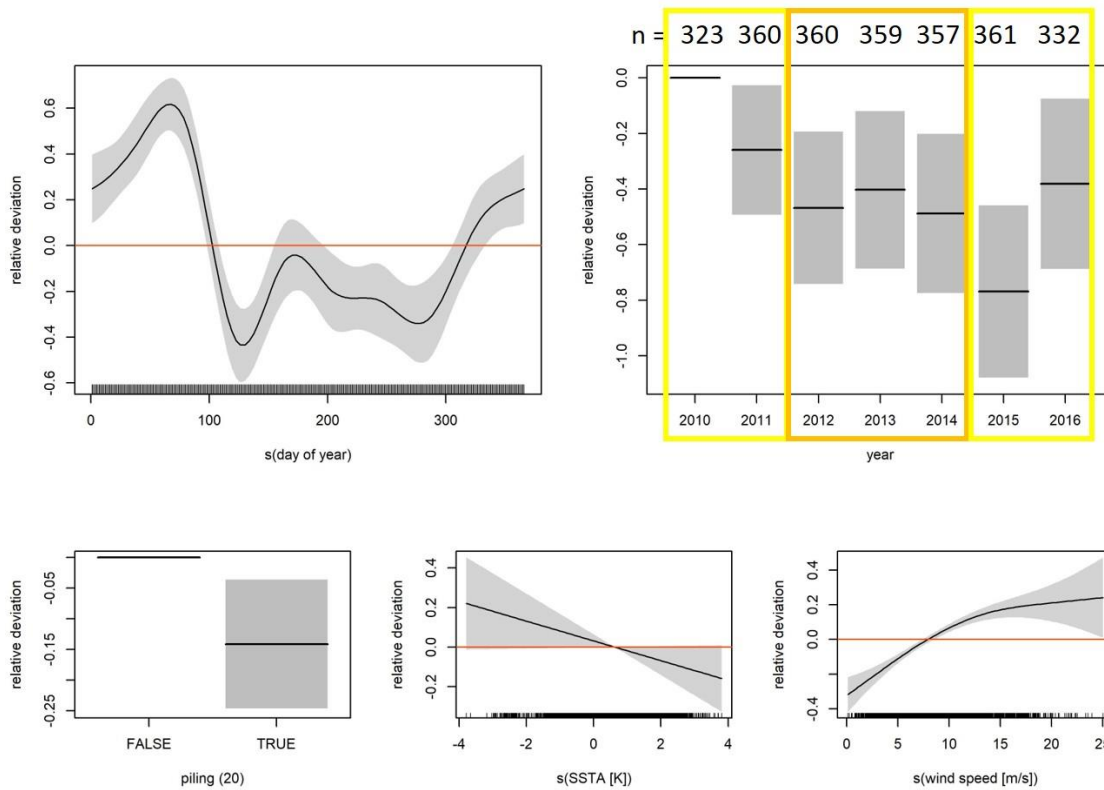 n = 323 360 360 359 357 361 332
relative deviation
0.6
0.4
0.2
0.0
-0.2
-0.4
-0.6
0 100 200 300
s(day of year)
relative deviation
0.0
-0.2
-0.4
-0.6
-0.8
-1.0
2010 2011 2012 2013 2014 2015 2016
year
relative deviation
-0.05
-0.15
-0.25
FALSE TRUE
piling (20)
relative deviation
0.4
0.2
0.0
-0.2
-4 -2 0 2 4
s(SSTA [K])
relative deviation
0.4
0.2
0.0
-0.4
0 5 10 15 20 25
s(wind speed [m/s])